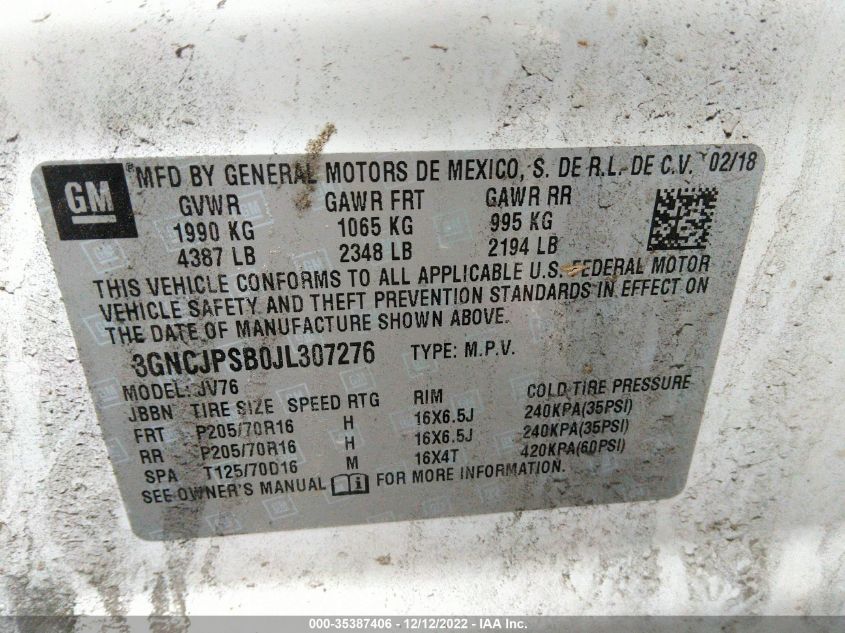 GM
MFD BY GENERAL MOTORS DE MEXICO, S. DE R.L. DE C.V. 02/18
GVWR GAWR FRT GAWR RR
1990 KG 1065 KG 995 KG
4387 LB 2348 LB 2194 LB
THIS VEHICLE CONFORMS TO ALL APPLICABLE U.S. FEDERAL MOTOR
VEHICLE SAFETY AND THEFT PREVENTION STANDARDS IN EFFECT ON
THE DATE OF MANUFACTURE SHOWN ABOVE.
3GNCJPSB0JL307276 TYPE: M.P.V.
MODEL: JV76
JBBN TIRE SIZE SPEED RTG RIM COLD TIRE PRESSURE
FRT P205/70R16 H 16X6.5J 240KPA(35PSI)
RR P205/70R16 H 16X6.5J 240KPA(35PSI)
SPA T125/70D16 M 16X4T 420KPA(60PSI)
SEE OWNER'S MANUAL FOR MORE INFORMATION.
000-35387406 - 12/12/2022 - IAA Inc.